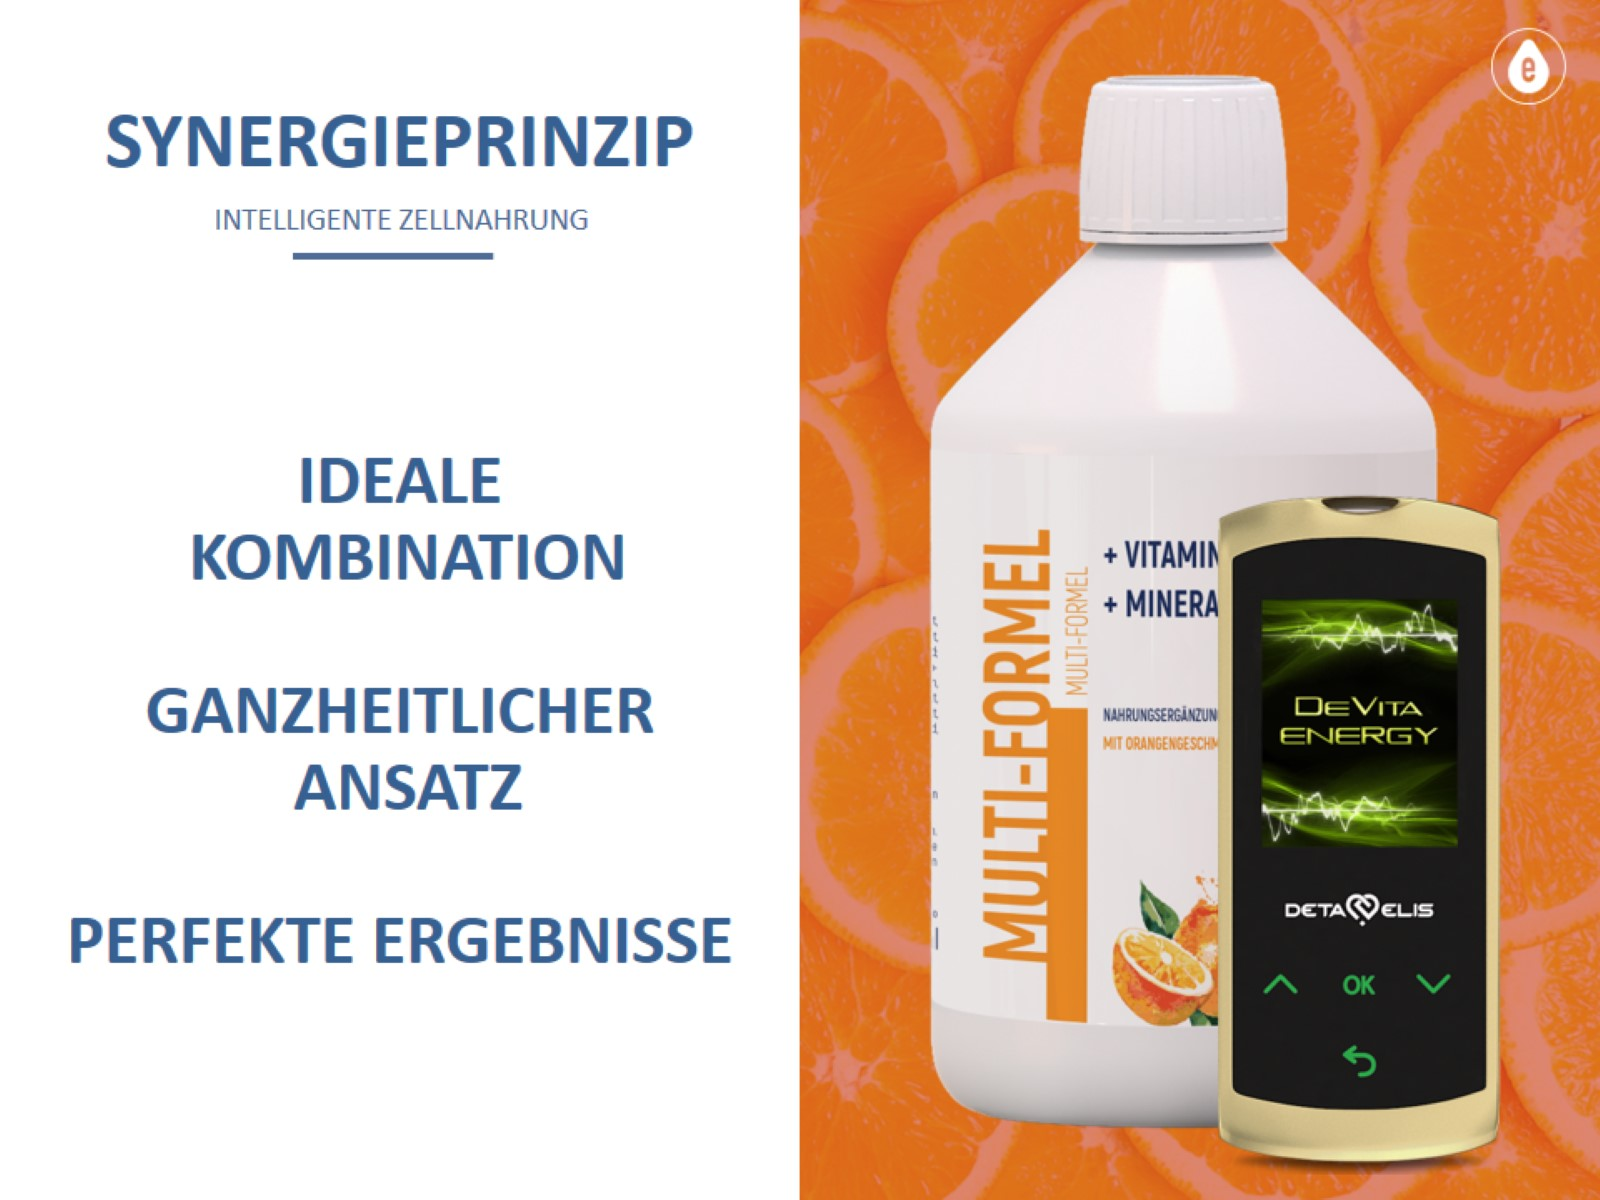 SYNERGIEPRINZIP
INTELLIGENTE ZELLNAHRUNG
IDEALE
KOMBINATION
GANZHEITLICHER
ANSATZ
PERFEKTE ERGEBNISSE
e
MULTI-FORMEL
MULTI-FORMEL
+ VITAMIN
+ MINERA
NAHRUNGSERGÄNZUN
MIT ORANGENGESCHM
DEVITA
ENERGY
DETA ELIS
OK